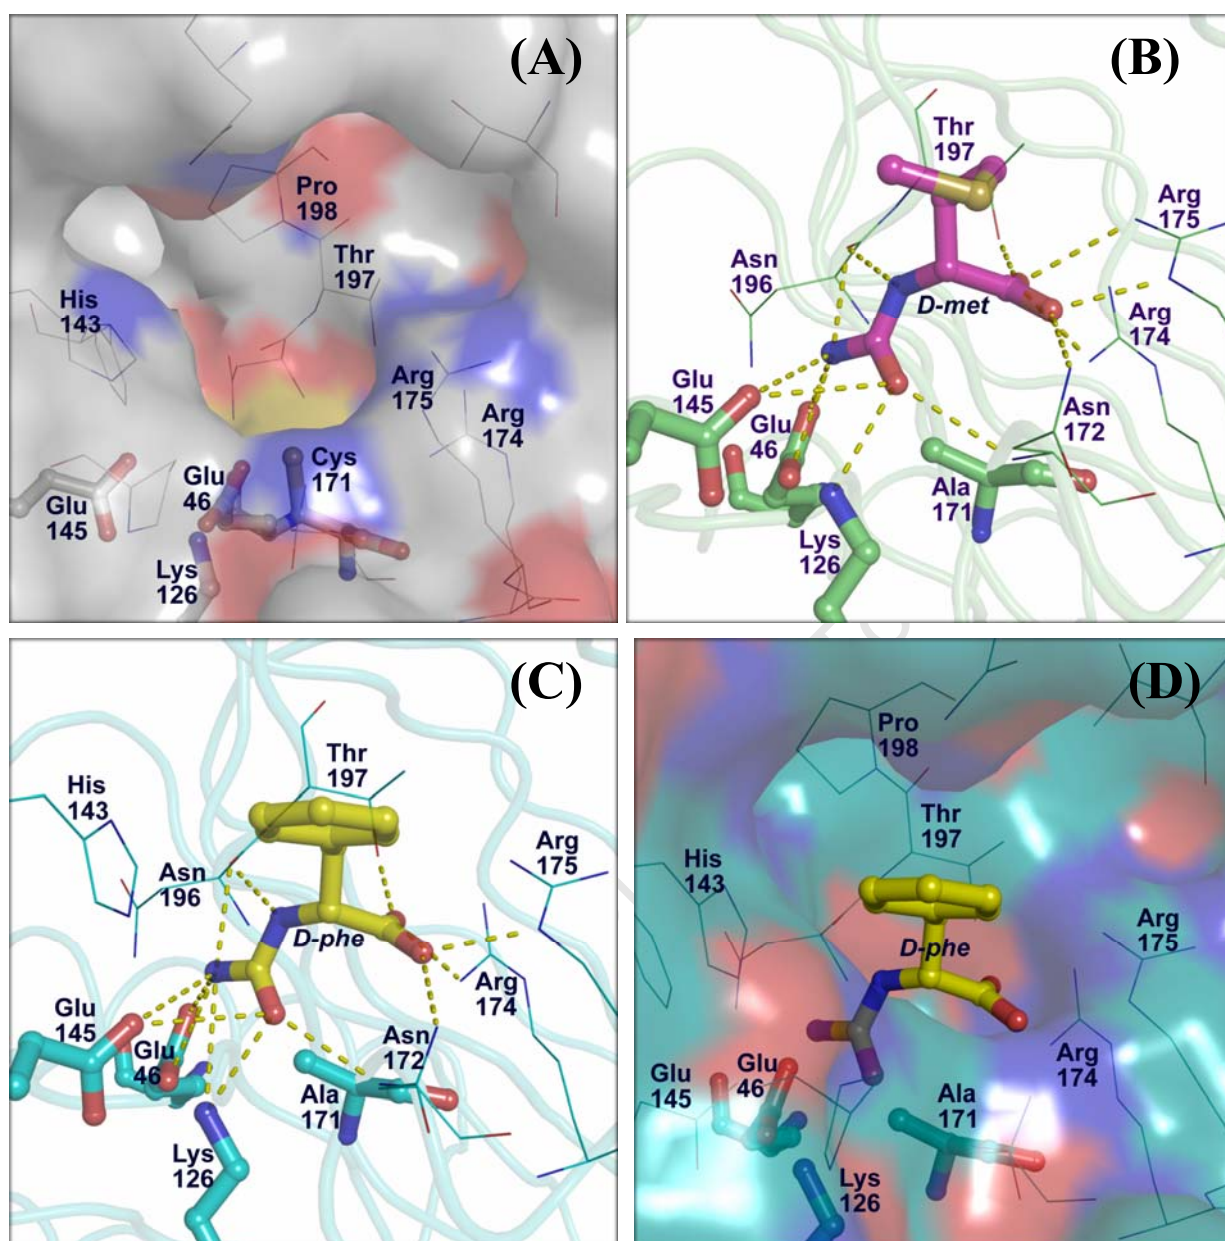 (A)
Pro
198
Thr
197
His
143
Arg
175
Arg
174
Glu
46
Cys
171
Glu
145
Lys
126
(B)
Thr
197
Arg
175
Asn
196
D-met
Arg
174
Glu
145
Glu
46
Asn
172
Ala
171
Lys
126
(C)
Thr
197
His
143
Arg
175
Asn
196
D-phe
Arg
174
Glu
145
Glu
46
Asn
172
Ala
171
Lys
126
(D)
Pro
198
Thr
197
His
143
Arg
175
D-phe
Arg
174
Glu
145
Glu
46
Ala
171
Lys
126